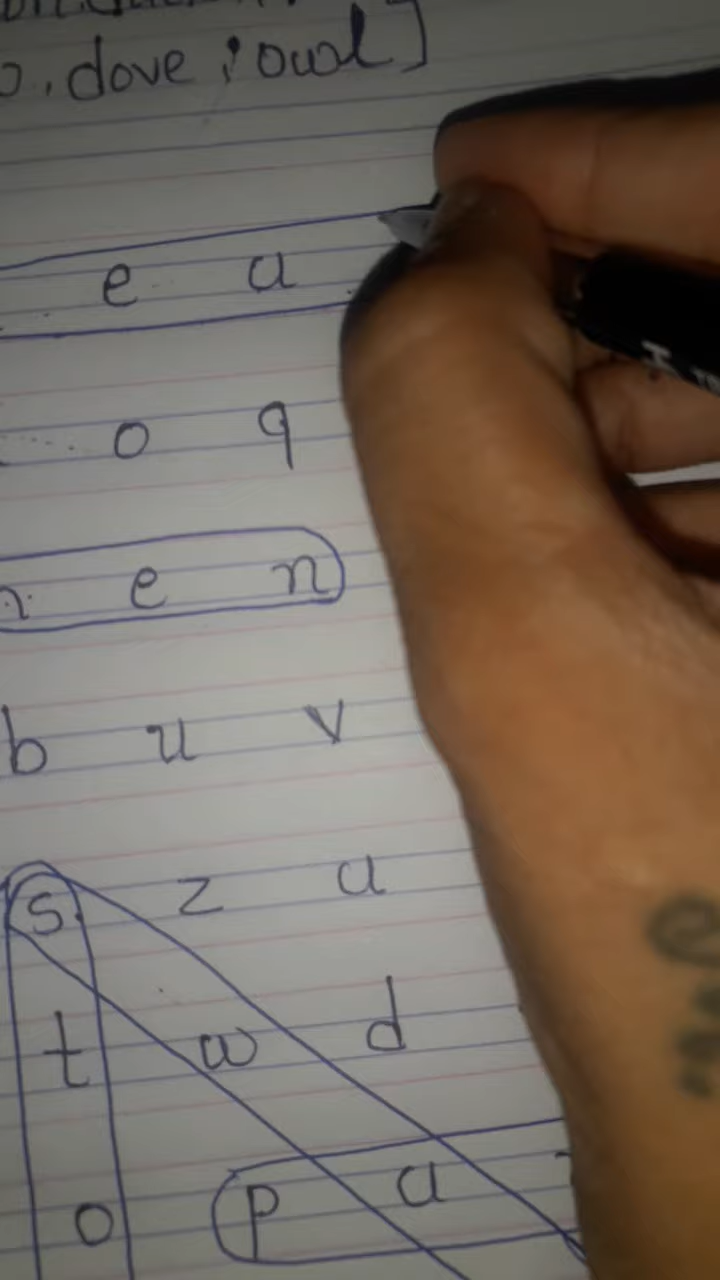 o, dove, owl]
e a
o q
e n
b u v
s z a
t w d
o p a